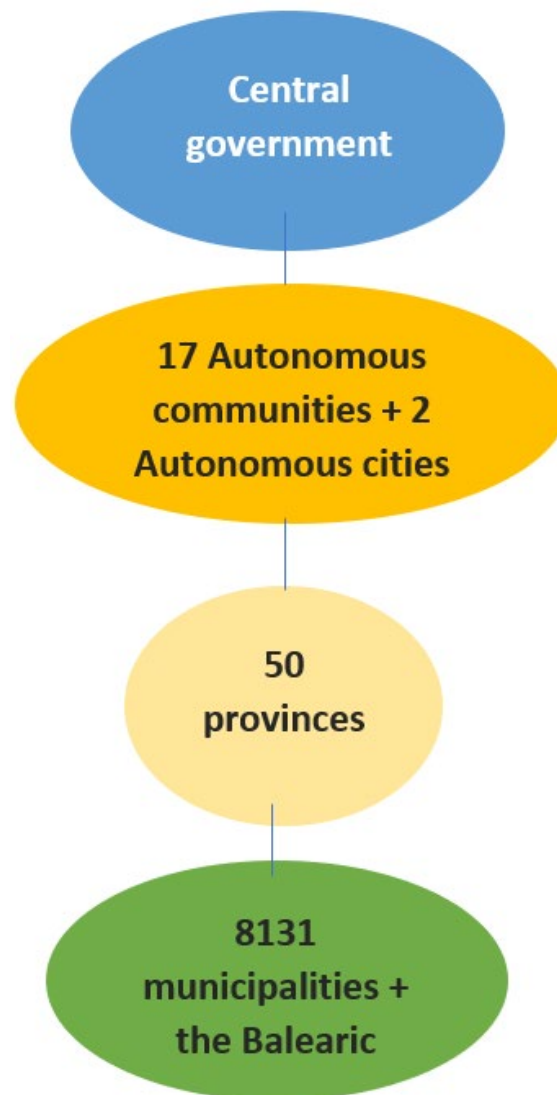 Central
government
17 Autonomous
communities + 2
Autonomous cities
50
provinces
8131
municipalities +
the Balearic